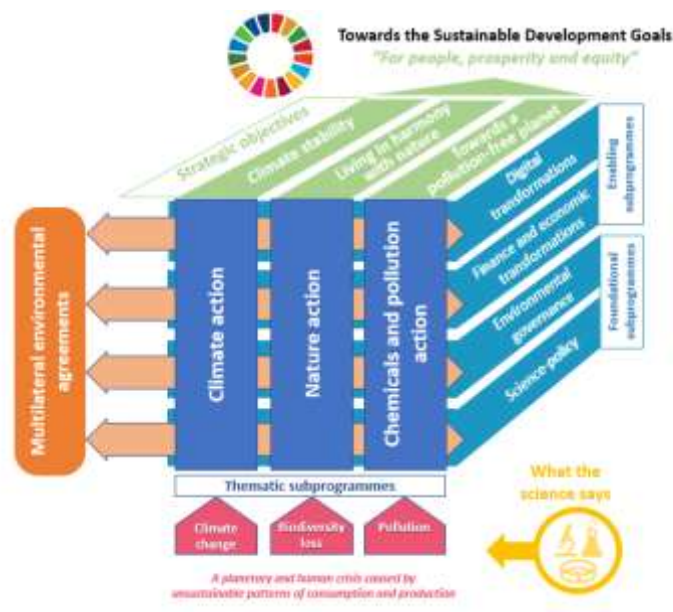 Towards the Sustainable Development Goals
"For people, prosperity and equity"
Strategic objectives
Climate stability
Living in harmony
with nature
Towards a
pollution-free planet
Digital
transformations
Finance and economic
transformations
Environmental
governance
Science-policy
Enabling
subprogrammes
Foundational
subprogrammes
Multilateral environmental
agreements
Climate action
Nature action
Chemicals and pollution
action
Thematic subprogrammes
Climate
change
Biodiversity
loss
Pollution
What the
science says
A planetary and human crisis caused by
unsustainable patterns of consumption and production